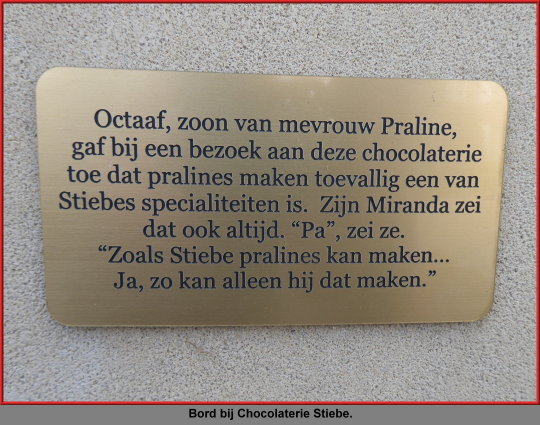 Octaaf, zoon van mevrouw Praline,
gaf bij een bezoek aan deze chocolaterie
toe dat pralines maken toevallig een van
Stiebes specialiteiten is. Zijn Miranda zei
dat ook altijd. “Pa”, zei ze.
“Zoals Stiebe pralines kan maken...
Ja, zo kan alleen hij dat maken.”
Bord bij Chocolaterie Stiebe.